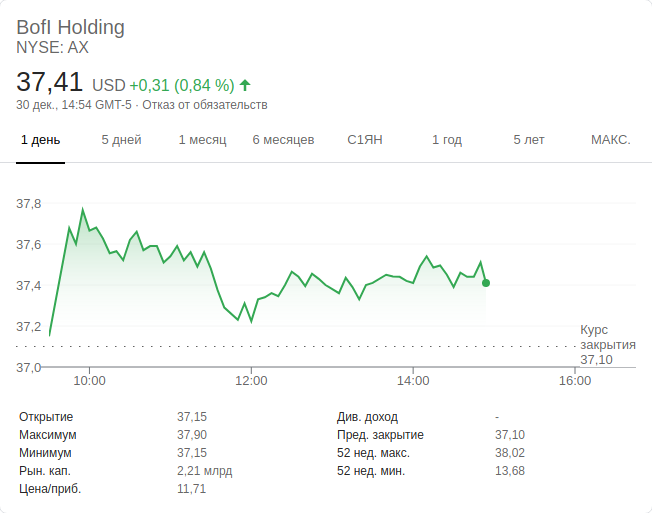 BofI Holding
NYSE: AX
37,41 USD +0,31 (0,84 %)
30 дек., 14:54 GMT-5 · Отказ от обязательств
1 день 5 дней 1 месяц 6 месяцев С1ЯН 1 год 5 лет МАКС.
37,8
37,6
37,4
37,2
Курс
закрытия
37,10
37,0
10:00 12:00 14:00 16:00
Открытие 37,15 Див. доход -
Максимум 37,90 Пред. закрытие 37,10
Минимум 37,15 52 нед. макс. 38,02
Рын. кап. 2,21 млрд 52 нед. мин. 13,68
Цена/приб. 11,71